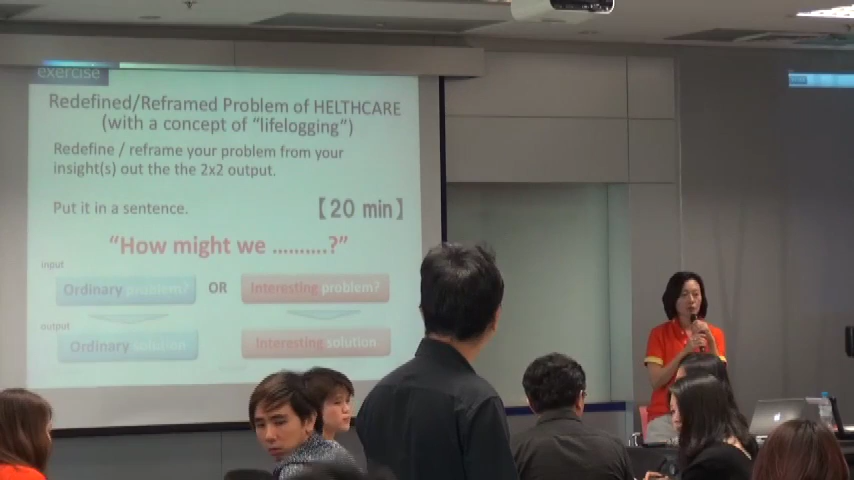 exercise
Redefined/Reframed Problem of HELTHCARE
(with a concept of "lifelogging")
Redefine / reframe your problem from your
insight(s) out the the 2x2 output.
Put it in a sentence.
【20 min】
"How might we ..........?"
input
Ordinary problem?
OR
Interesting problem?
output
Ordinary solution
Interesting solution